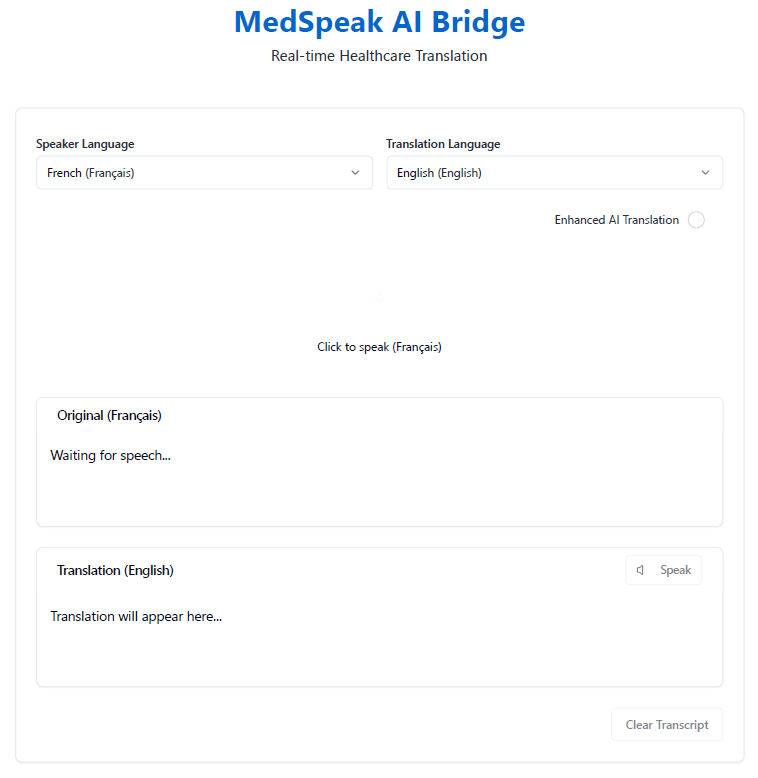 MedSpeak AI Bridge
Real-time Healthcare Translation
Speaker Language
Translation Language
French (Français)
English (English)
Enhanced AI Translation
Click to speak (Français)
Original (Français)
Waiting for speech...
Translation (English)
Speak
Translation will appear here...
Clear Transcript